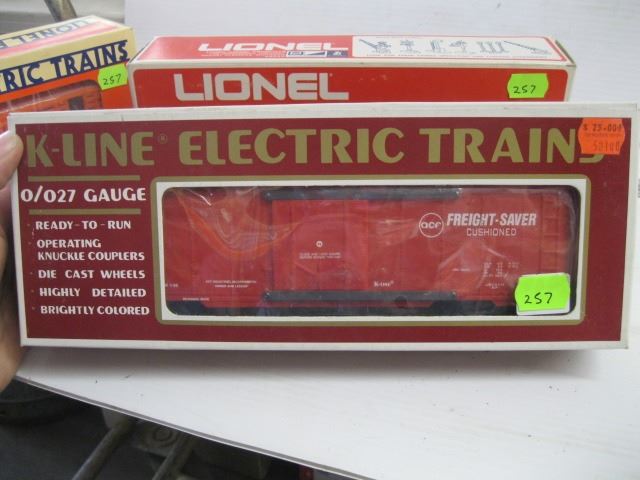 LIONEL
ELECTRIC TRAINS
257
LIONEL
257
K-LINE® ELECTRIC TRAINS
$ 25.00
O/027 GAUGE
READY-TO-RUN
OPERATING
KNUCKLE COUPLERS
DIE CAST WHEELS
HIGHLY DETAILED
BRIGHTLY COLORED
acf
FREIGHT-SAVER
CUSHIONED
K-LINE®
257